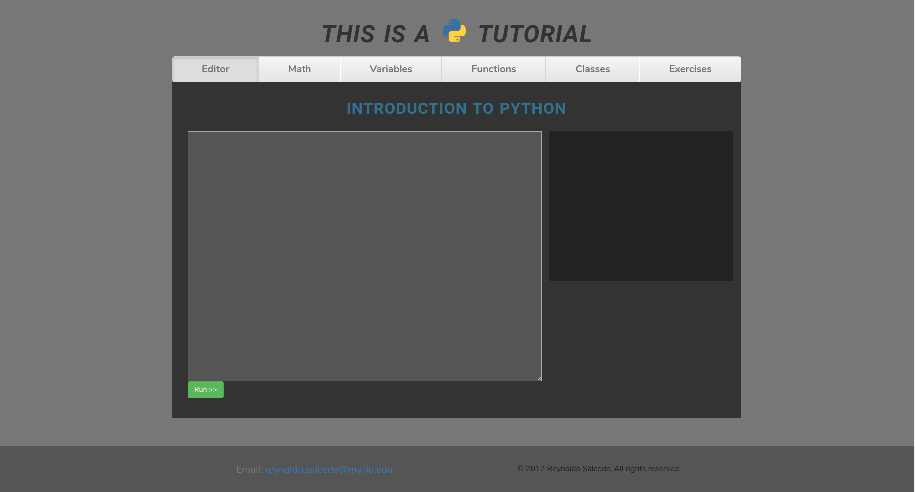 THIS IS A TUTORIAL
Editor Math Variables Functions Classes Exercises
INTRODUCTION TO PYTHON
Run >>
Email: reynaldo.salcedo@my.liu.edu
© 2017 Reynaldo Salcedo. All rights reserved.